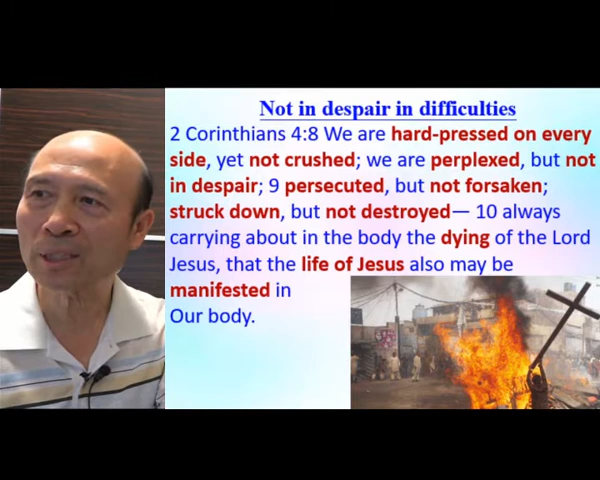 Not in despair in difficulties
2 Corinthians 4:8 We are hard-pressed on every
side, yet not crushed; we are perplexed, but not
in despair; 9 persecuted, but not forsaken;
struck down, but not destroyed— 10 always
carrying about in the body the dying of the Lord
Jesus, that the life of Jesus also may be
manifested in
Our body.